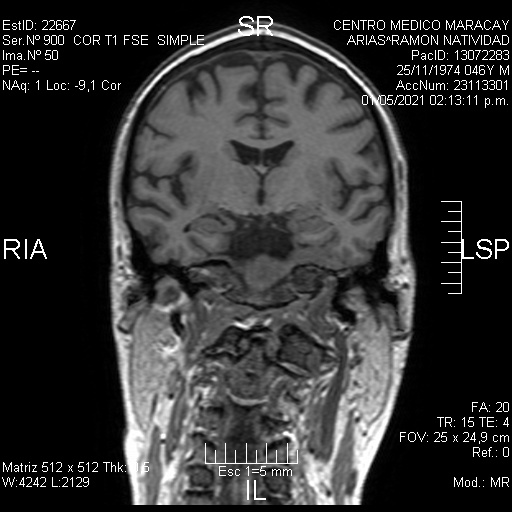 EstID: 22667
Ser.Nº 900 COR T1 FSE SIMPLE
Ima.Nº 50
PE= --
NAq: 1 Loc: -9,1 Cor
SR
CENTRO MEDICO MARACAY
ARIAS^RAMON NATIVIDAD
PacID: 13072283
25/11/1974 046Y M
AccNum: 23113301
01/05/2021 02:13:11 p.m.
RIA
LSP
FA: 20
TR: 15 TE: 4
FOV: 25 x 24,9 cm
Ref.: 0
Mod.: MR
Matriz 512 x 512 Thk: 1,5
W:4242 L:2129
Esc 1=5 mm
IL